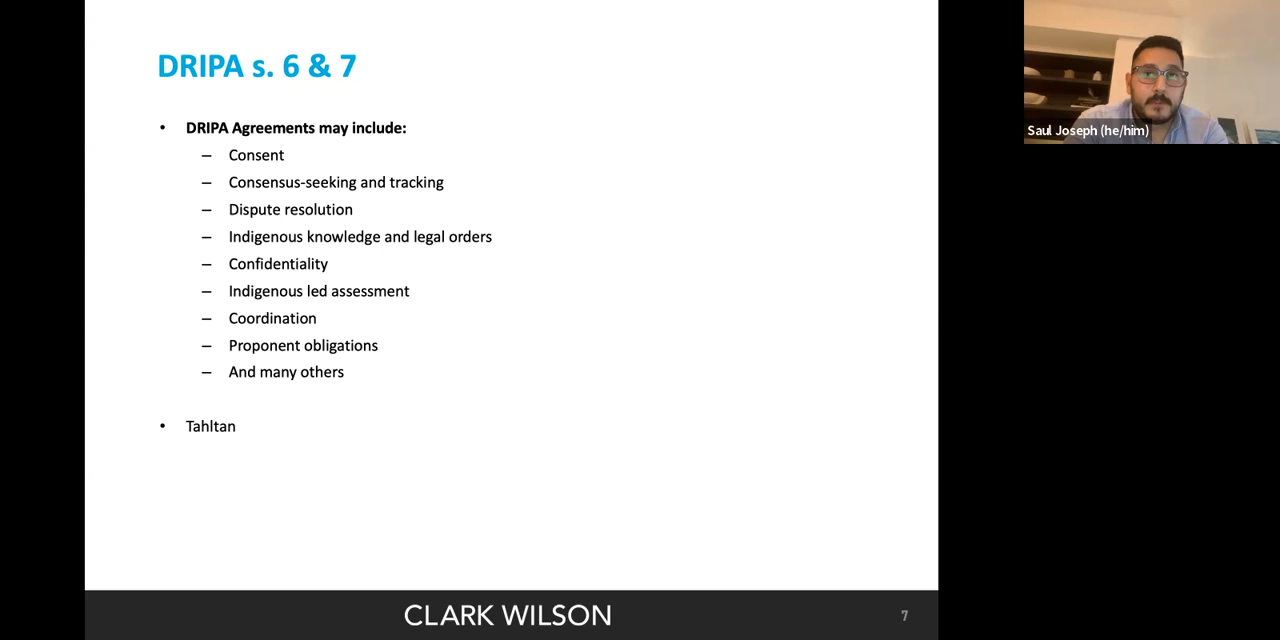 DRIPA s. 6 & 7
• DRIPA Agreements may include:
– Consent
– Consensus-seeking and tracking
– Dispute resolution
– Indigenous knowledge and legal orders
– Confidentiality
– Indigenous led assessment
– Coordination
– Proponent obligations
– And many others
• Tahltan
CLARK WILSON
7
Saul Joseph (he/him)